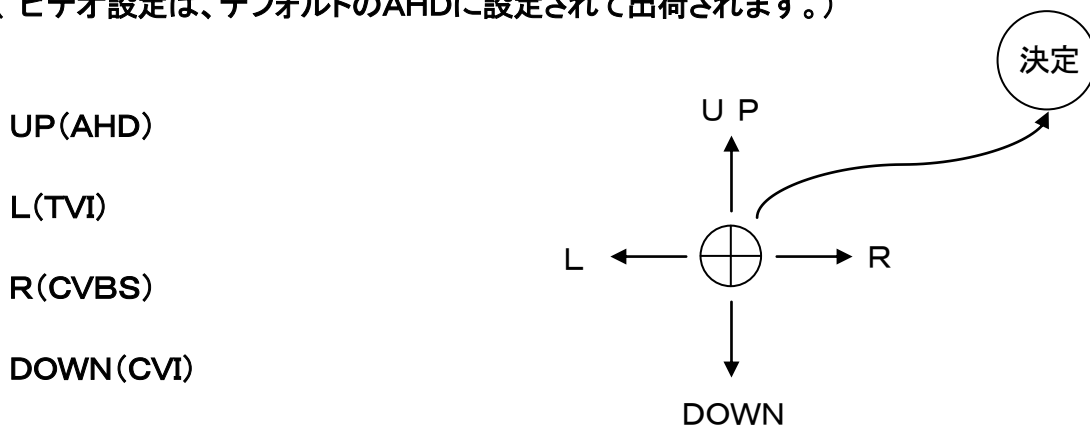 ( ビデオ設定は、デフォルトのAHDに設定されて出荷されます。)
決定
UP
UP(AHD)
L(TVI)
L
R
R(CVBS)
DOWN(CVI)
DOWN